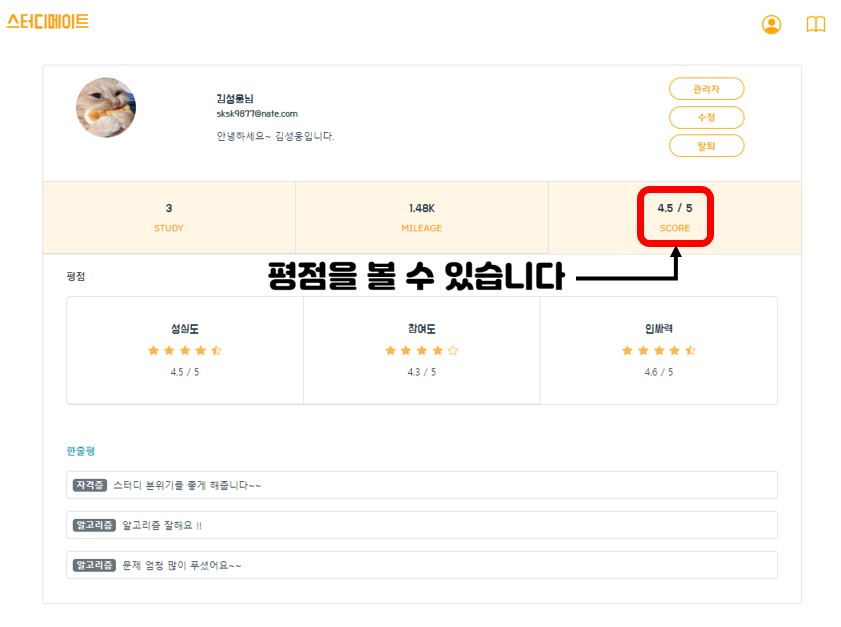 스터디메이트
관리자
김성웅님
sksk9877@nate.com
수정
안녕하세요~ 김성웅입니다.
탈퇴
3
STUDY
1.48K
MILEAGE
4.5 / 5
SCORE
평점을 볼 수 있습니다
평점
성실도
4.5 / 5
참여도
4.3 / 5
인싸력
4.6 / 5
한줄평
자격증 스터디 분위기를 좋게 해줍니다~~
알고리즘 알고리즘 잘해요 !!
알고리즘 문제 엄청 많이 푸셨어요~~